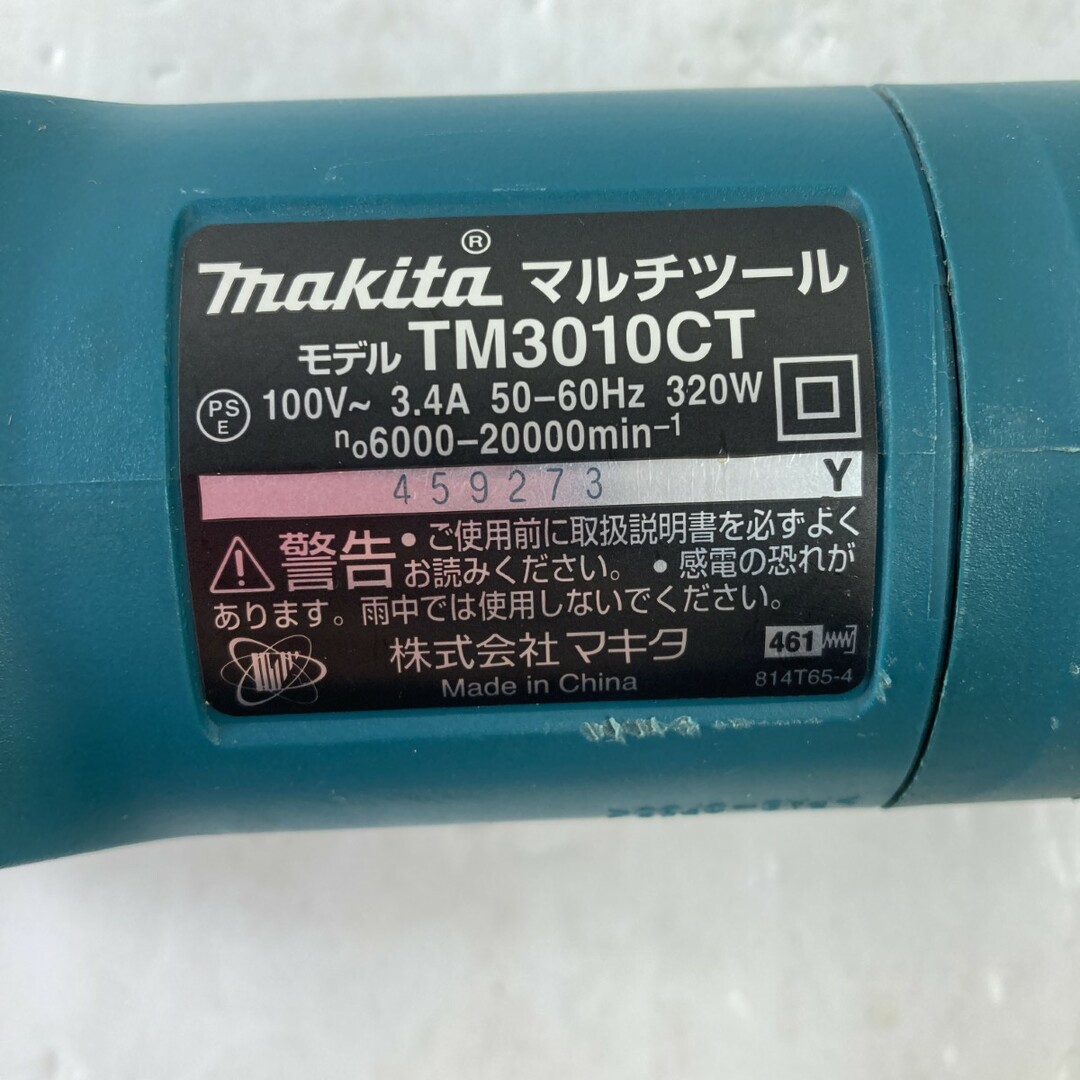 makita® マルチツール
モデル TM3010CT
PS E 100V~ 3.4A 50-60Hz 320W
n₀6000-20000min⁻¹
459273 Y
警告 ・ご使用前に取扱説明書を必ずよく
お読みください。・感電の恐れが
あります。雨中では使用しないでください。
株式会社マキタ 461
Made in China 814T65-4